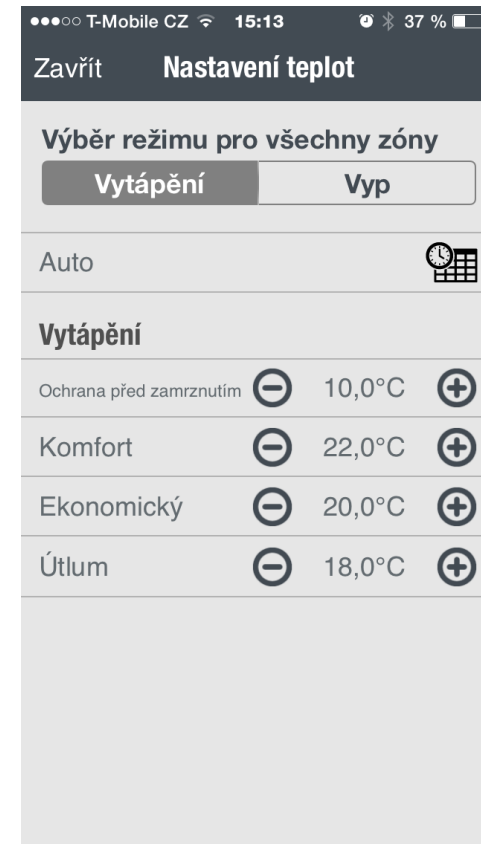 T-Mobile CZ 15:13 37 %
Zavřít Nastavení teplot
Výběr režimu pro všechny zóny
Vytápění Vyp
Auto
Vytápění
Ochrana před zamrznutím 10,0°C
Komfort 22,0°C
Ekonomický 20,0°C
Útlum 18,0°C